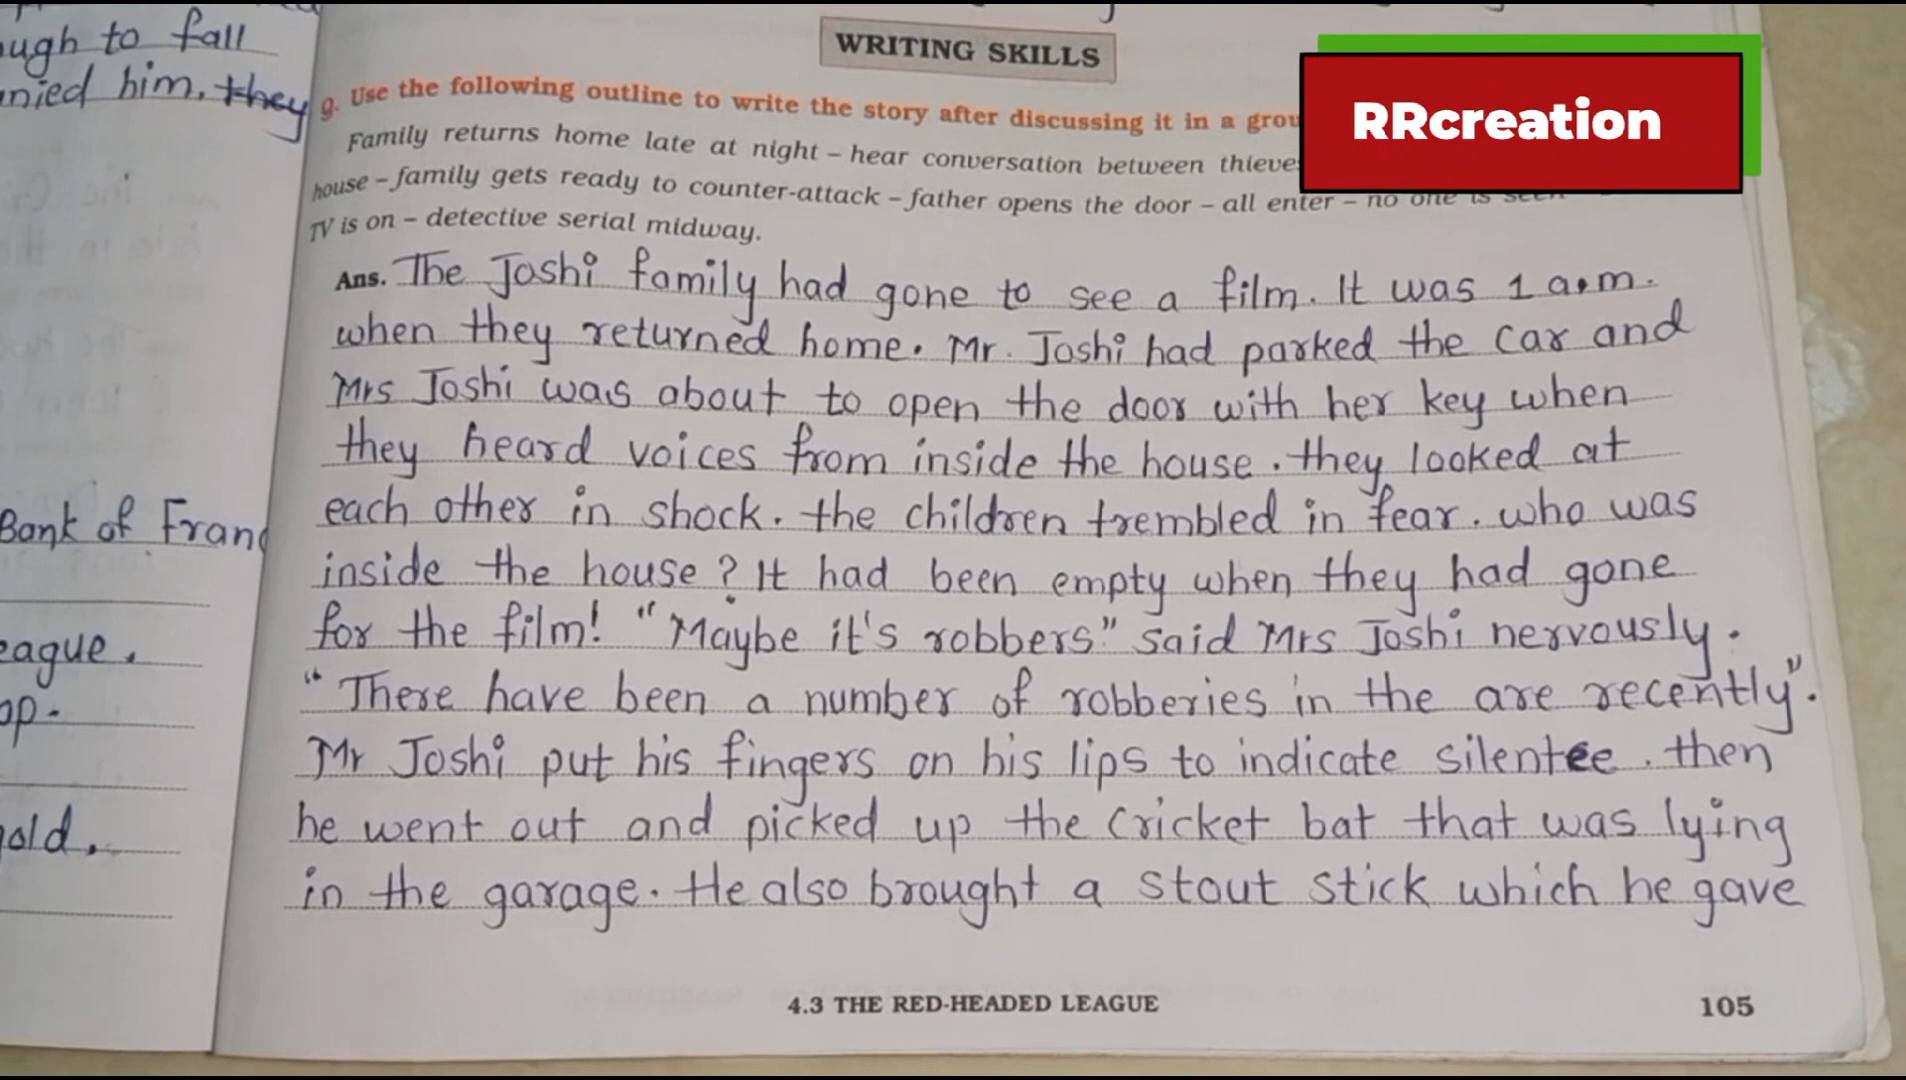 ugh to fall
nied him. they
Bank of Fran
eague.
op.
gold.
WRITING SKILLS
9. Use the following outline to write the story after discussing it in a grou
Family returns home late at night – hear conversation between thieve
house – family gets ready to counter-attack – father opens the door – all enter – no one is seen
TV is on – detective serial midway.
Ans. The Joshi family had gone to see a film. It was 1 a.m.
when they returned home. Mr. Joshi had parked the car and
Mrs Joshi was about to open the door with her key when
they heard voices from inside the house. they looked at
each other in shock. the children trembled in fear. who was
inside the house? It had been empty when they had gone
for the film! "Maybe it's robbers." said Mrs Joshi nervously.
"There have been a number of robberies in the are recently".
Mr Joshi put his fingers on his lips to indicate silentee. then
he went out and picked up the cricket bat that was lying
in the garage. He also brought a stout stick which he gave
4.3 THE RED-HEADED LEAGUE
105
RRcreation